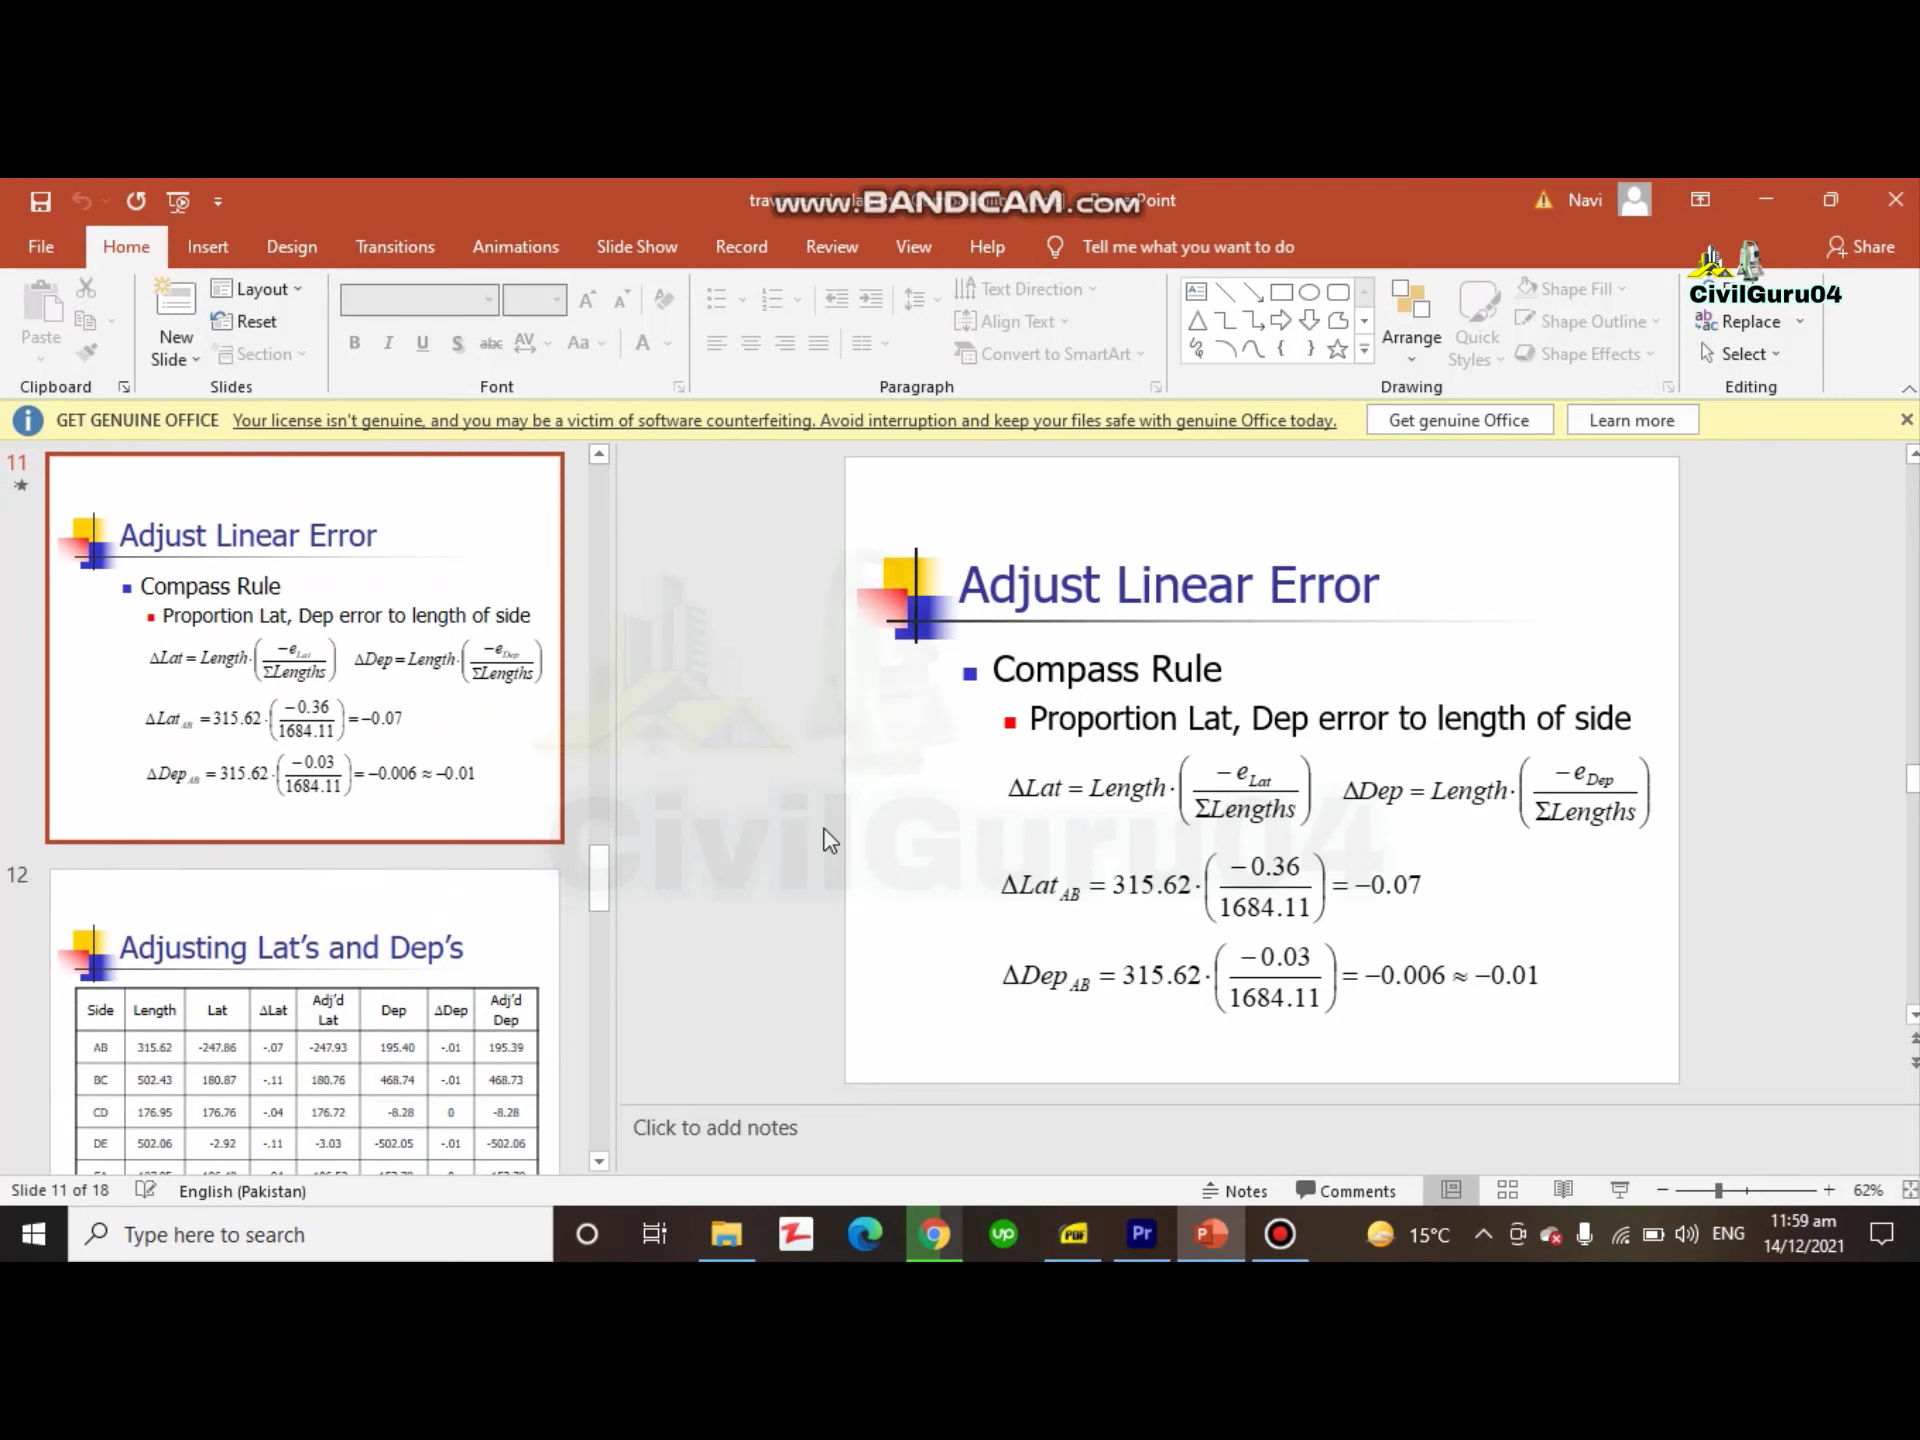 www.BANDICAM.com
Point
Navi
File Home Insert Design Transitions Animations Slide Show Record Review View Help Tell me what you want to do Share
CivilGuru04
Paste
Clipboard
New Slide
Layout
Reset
Section
Slides
B I U S abc AV Aa A
Font
Text Direction
Align Text
Convert to SmartArt
Paragraph
Arrange
Quick Styles
Shape Fill
Shape Outline
Shape Effects
Drawing
Replace
Select
Editing
GET GENUINE OFFICE Your license isn't genuine, and you may be a victim of software counterfeiting. Avoid interruption and keep your files safe with genuine Office today. Get genuine Office Learn more
11
Adjust Linear Error
Compass Rule
Proportion Lat, Dep error to length of side
ΔLat = Length·(−e_Lat / ΣLengths) ΔDep = Length·(−e_Dep / ΣLengths)
ΔLat_AB = 315.62·(−0.36 / 1684.11) = −0.07
ΔDep_AB = 315.62·(−0.03 / 1684.11) = −0.006 ≈ −0.01
12
Adjusting Lat's and Dep's
Side Length Lat ΔLat Adj'd Lat Dep ΔDep Adj'd Dep
AB 315.62 -247.86 -.07 -247.93 195.40 -.01 195.39
BC 502.43 180.87 -.11 180.76 468.74 -.01 468.73
CD 176.95 176.76 -.04 176.72 -8.28 0 -8.28
DE 502.06 -2.92 -.11 -3.03 -502.05 -.01 -502.06
Adjust Linear Error
Compass Rule
Proportion Lat, Dep error to length of side
ΔLat = Length·(−e_Lat / ΣLengths) ΔDep = Length·(−e_Dep / ΣLengths)
ΔLat_AB = 315.62·(−0.36 / 1684.11) = −0.07
ΔDep_AB = 315.62·(−0.03 / 1684.11) = −0.006 ≈ −0.01
CivilGuru04
Click to add notes
Slide 11 of 18 English (Pakistan) Notes Comments 62%
Type here to search
up
PDF
Pr
P
15°C
ENG
11:59 am
14/12/2021